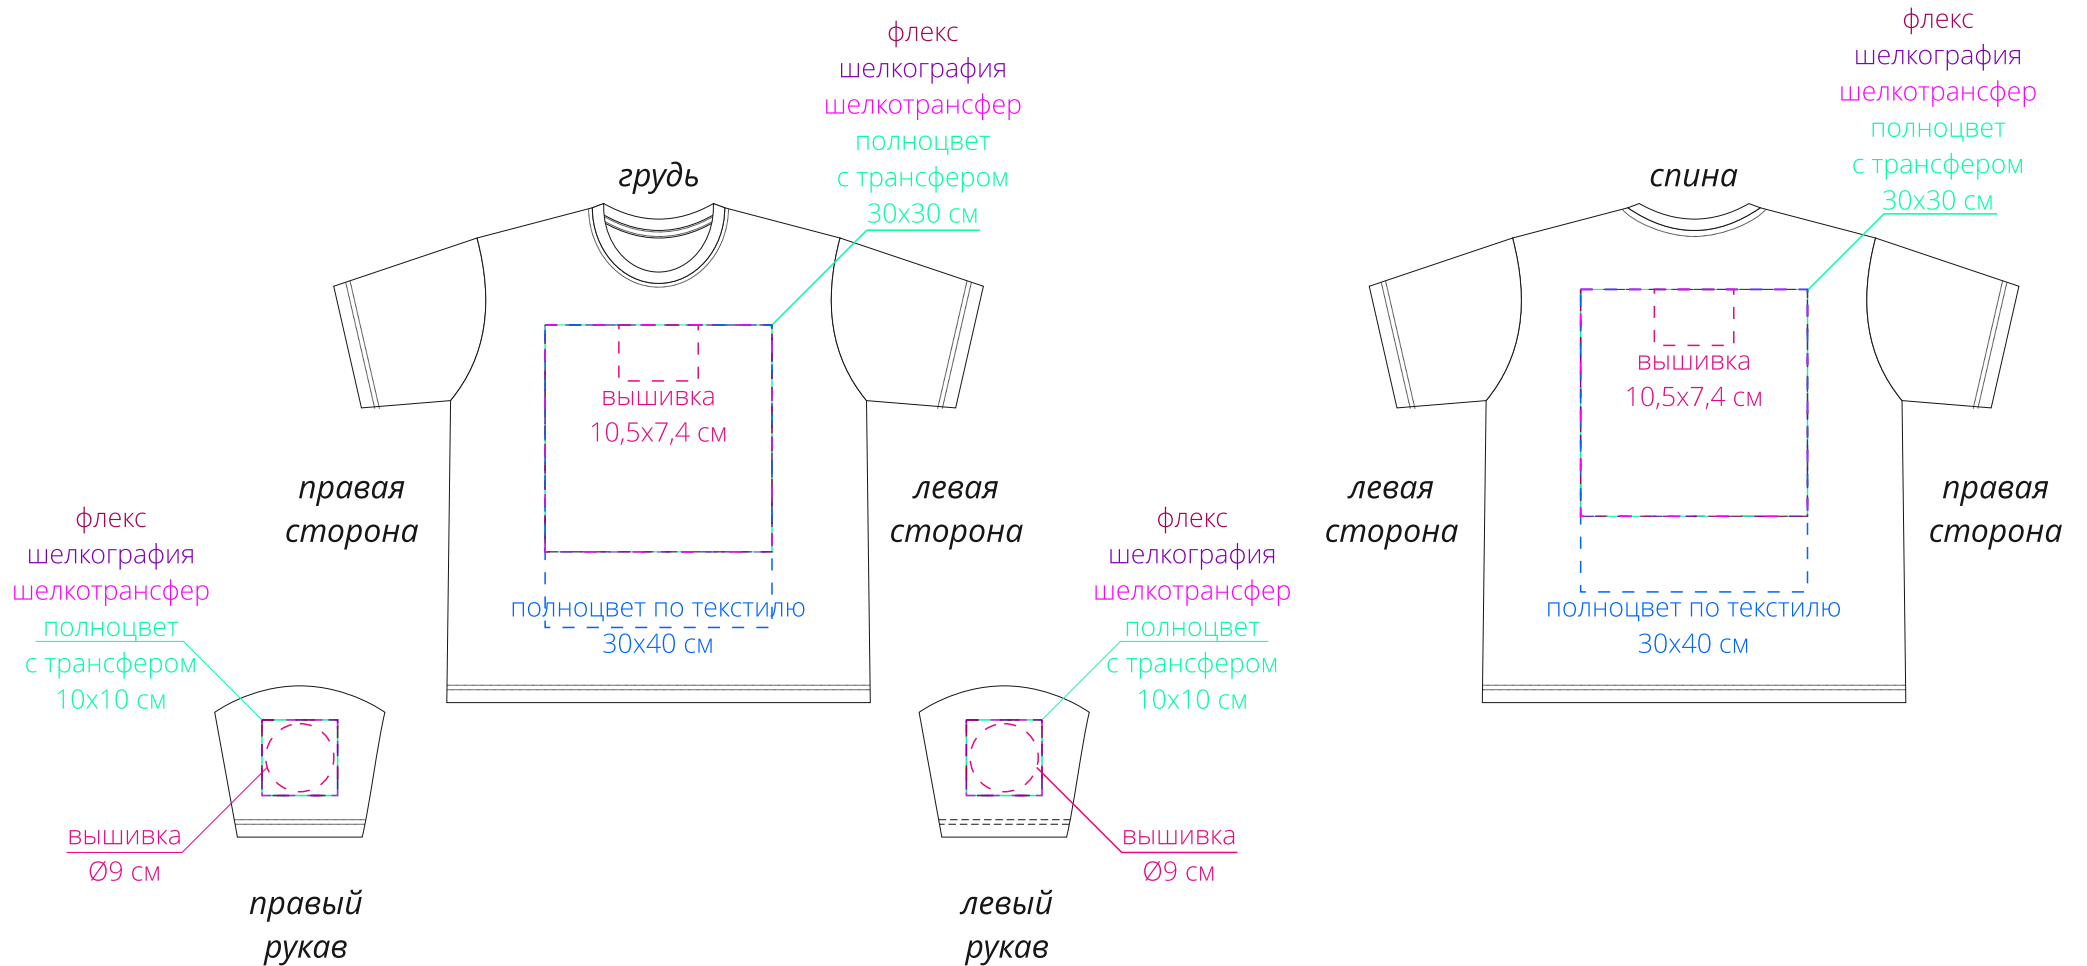 флекс
шелкография
шелкотрансфер
полноцвет
с трансфером
30х30 см
грудь
вышивка
10,5х7,4 см
правая
сторона
левая
сторона
полноцвет по текстилю
30х40 см
флекс
шелкография
шелкотрансфер
полноцвет
с трансфером
10х10 см
вышивка
Ø9 см
правый
рукав
флекс
шелкография
шелкотрансфер
полноцвет
с трансфером
10х10 см
вышивка
Ø9 см
левый
рукав
флекс
шелкография
шелкотрансфер
полноцвет
с трансфером
30х30 см
спина
вышивка
10,5х7,4 см
левая
сторона
правая
сторона
полноцвет по текстилю
30х40 см